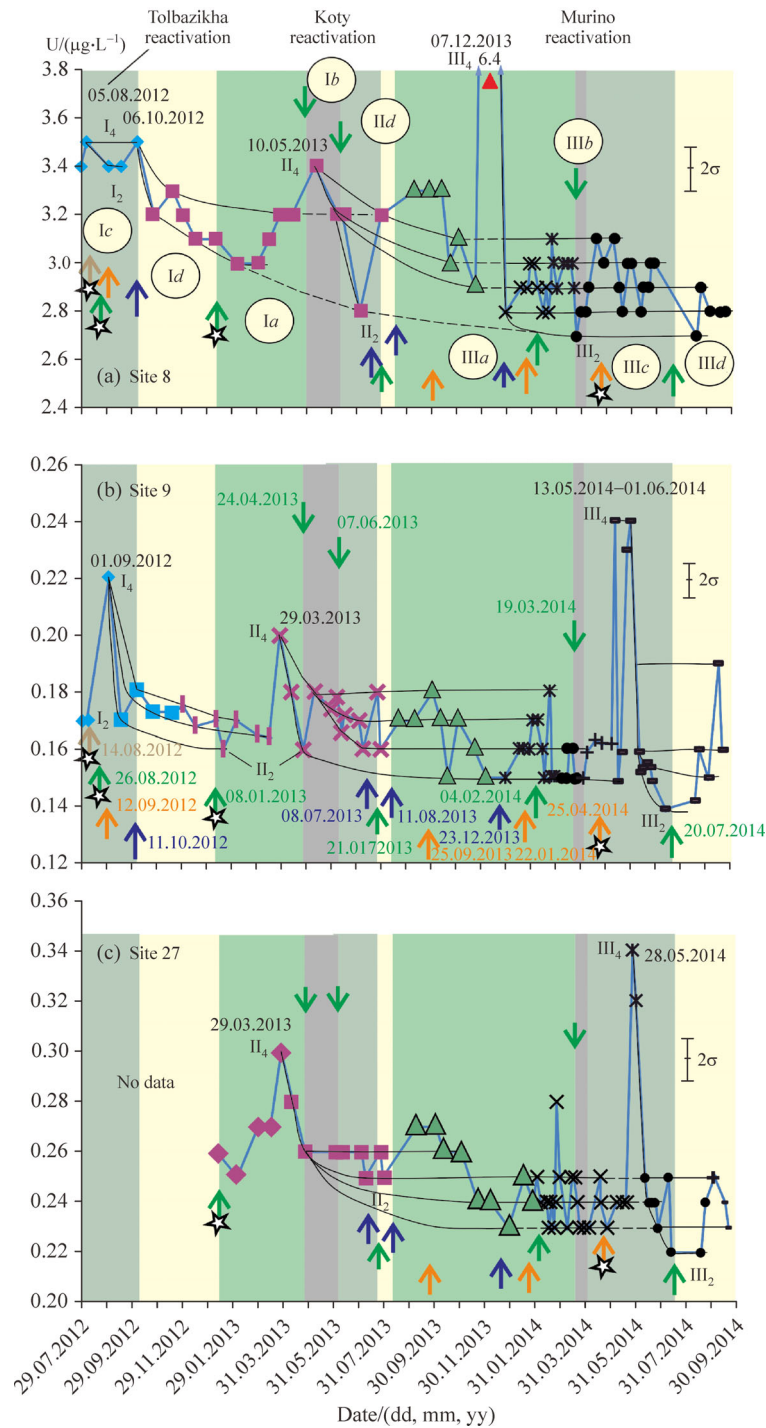 Tolbazikha
reactivation
Koty
reactivation
Murino
reactivation
U/(μg·L⁻¹)
3.8
3.6
3.4
3.2
3.0
2.8
2.6
2.4
05.08.2012
06.10.2012
I₄
I₂
Ic
Id
Ia
Ib
10.05.2013
II₄
IId
II₂
07.12.2013
III₄ 6.4
IIIb
2σ
IIIa
III₂
IIIc
IIId
(a) Site 8
0.26
0.24
0.22
0.20
0.18
0.16
0.14
0.12
(b) Site 9
24.04.2013
07.06.2013
13.05.2014–01.06.2014
III₄
01.09.2012
I₄
2σ
29.03.2013
II₄
19.03.2014
I₂
II₂
14.08.2012
26.08.2012
08.01.2013
04.02.2014
III₂
12.09.2012
08.07.2013
11.08.2013
25.04.2014
23.12.2013
20.07.2014
11.10.2012
21.0172013
25.09.2013
22.01.2014
0.36
0.34
0.32
0.30
0.28
0.26
0.24
0.22
0.20
(c) Site 27
III₄
28.05.2014
29.03.2013
II₄
2σ
No data
II₂
III₂
29.07.2012
29.09.2012
29.11.2012
29.01.2013
31.03.2013
31.05.2013
31.07.2013
30.09.2013
30.11.2013
31.01.2014
31.03.2014
31.05.2014
31.07.2014
30.09.2014
Date/(dd, mm, yy)